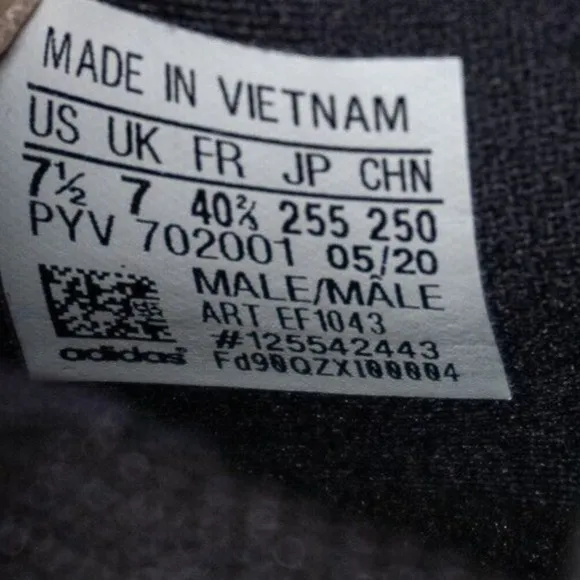 MADE IN VIETNAM
US UK FR JP CHN
7½ 7 40⅔ 255 250
PYV 702001 05/20
MALE/MÂLE
ART EF1043
#125542443
adidas Fd90QZX100004